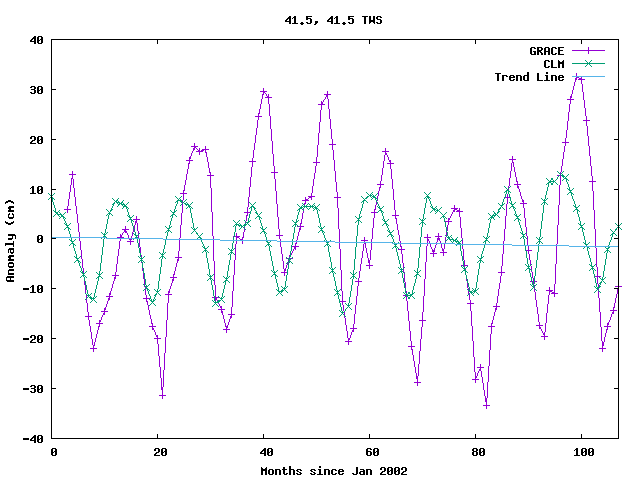 41.5, 41.5 TWS
GRACE
CLM
Trend Line
40
30
20
10
0
-10
-20
-30
-40
Anomaly (cm)
0 20 40 60 80 100
Months since Jan 2002